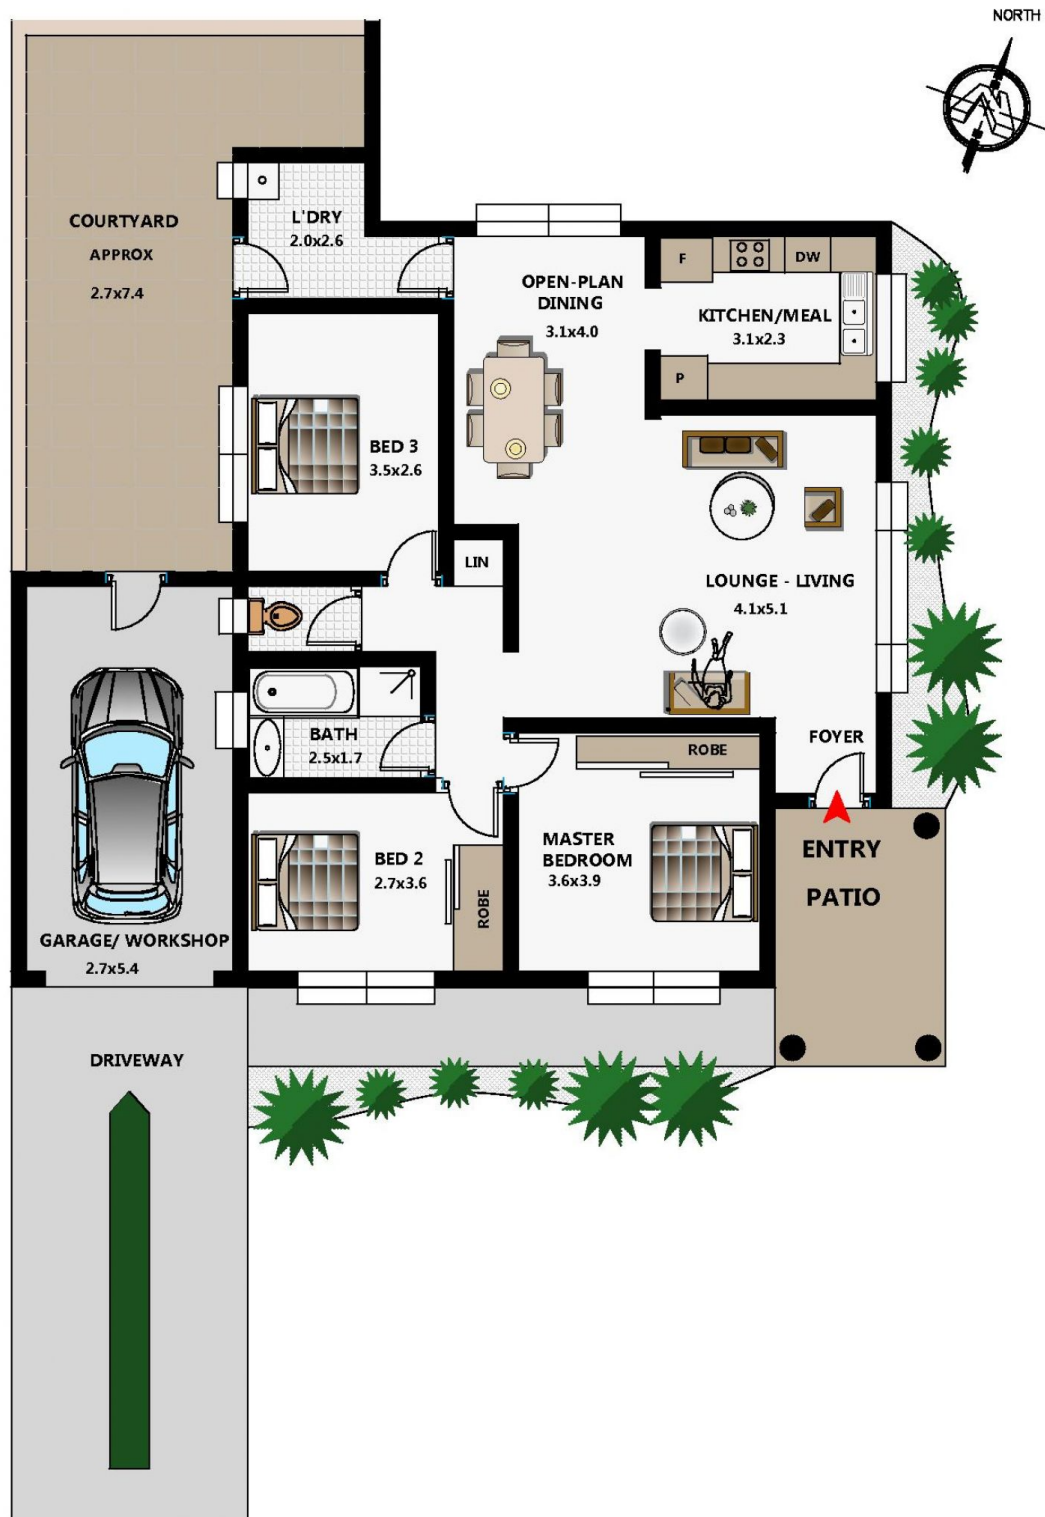 NORTH
COURTYARD
APPROX
2.7x7.4
L'DRY
2.0x2.6
OPEN-PLAN
DINING
3.1x4.0
F
DW
KITCHEN/MEAL
3.1x2.3
P
BED 3
3.5x2.6
LIN
LOUNGE - LIVING
4.1x5.1
BATH
2.5x1.7
ROBE
FOYER
MASTER
BEDROOM
3.6x3.9
BED 2
2.7x3.6
ROBE
ENTRY
PATIO
GARAGE/ WORKSHOP
2.7x5.4
DRIVEWAY